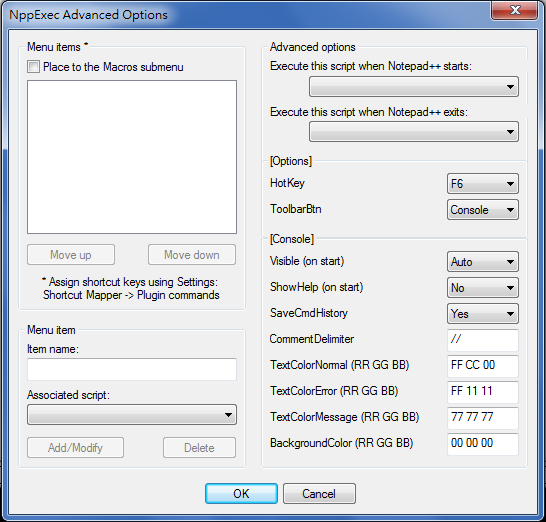 NppExec Advanced Options
Menu items *
Place to the Macros submenu
Move up
Move down
* Assign shortcut keys using Settings:
Shortcut Mapper -> Plugin commands
Menu item
Item name:
Associated script:
Add/Modify
Delete
Advanced options
Execute this script when Notepad++ starts:
Execute this script when Notepad++ exits:
[Options]
HotKey
F6
ToolbarBtn
Console
[Console]
Visible (on start)
Auto
ShowHelp (on start)
No
SaveCmdHistory
Yes
CommentDelimiter
//
TextColorNormal (RR GG BB)
FF CC 00
TextColorError (RR GG BB)
FF 11 11
TextColorMessage (RR GG BB)
77 77 77
BackgroundColor (RR GG BB)
00 00 00
OK
Cancel